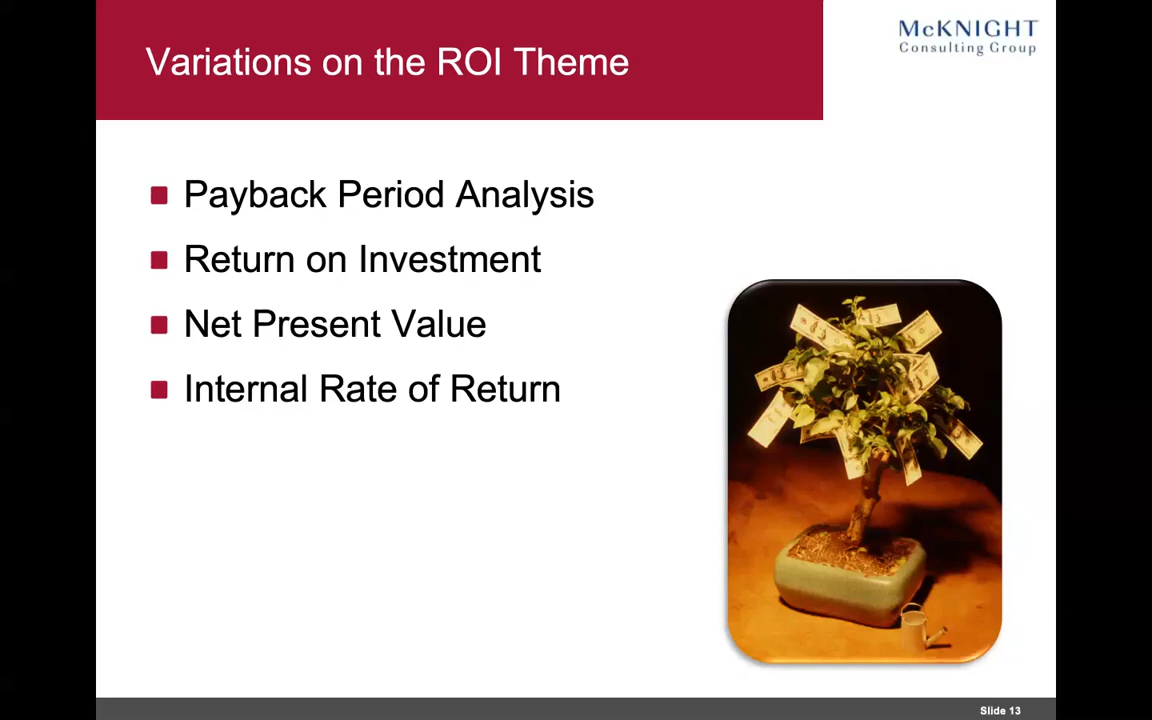 Variations on the ROI Theme
McKNIGHT
Consulting Group
Payback Period Analysis
Return on Investment
Net Present Value
Internal Rate of Return
Slide 13